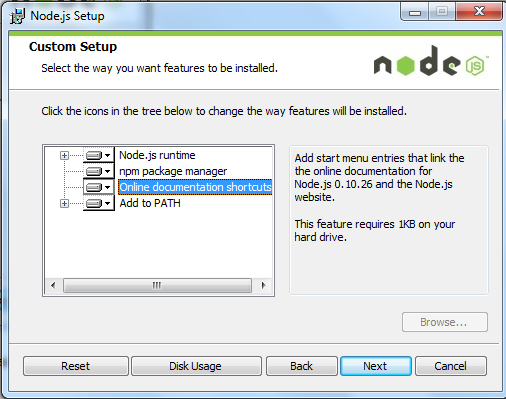 Node.js Setup
Custom Setup
Select the way you want features to be installed.
node
JS
Click the icons in the tree below to change the way features will be installed.
Node.js runtime
npm package manager
Online documentation shortcuts
Add to PATH
Add start menu entries that link the
the online documentation for
Node.js 0.10.26 and the Node.js
website.
This feature requires 1KB on your
hard drive.
Browse...
Reset
Disk Usage
Back
Next
Cancel